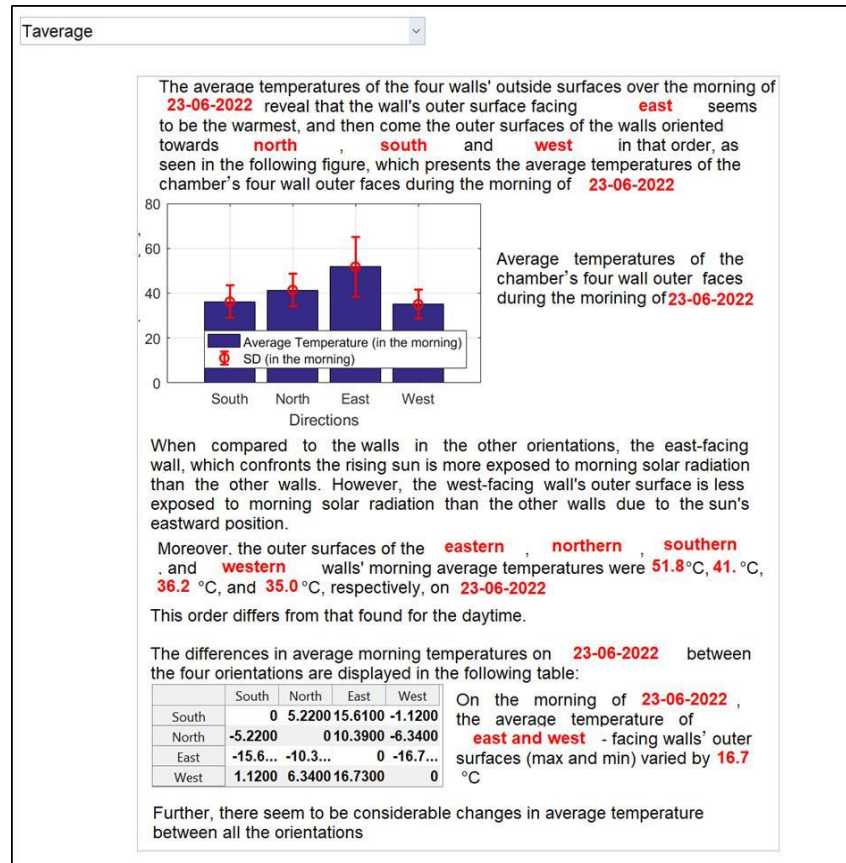 Taverage
The average temperatures of the four walls' outside surfaces over the morning of
23-06-2022 reveal that the wall's outer surface facing east seems
to be the warmest, and then come the outer surfaces of the walls oriented
towards north , south and west in that order, as
seen in the following figure, which presents the average temperatures of the
chamber's four wall outer faces during the morning of 23-06-2022
80
60
40
20
0
Average Temperature (in the morning)
SD (in the morning)
South North East West
Directions
Average temperatures of the
chamber's four wall outer faces
during the morining of 23-06-2022
When compared to the walls in the other orientations, the east-facing
wall, which confronts the rising sun is more exposed to morning solar radiation
than the other walls. However, the west-facing wall's outer surface is less
exposed to morning solar radiation than the other walls due to the sun's
eastward position.
Moreover. the outer surfaces of the eastern , northern , southern
. and western walls' morning average temperatures were 51.8°C, 41. °C,
36.2 °C, and 35.0 °C, respectively, on 23-06-2022
This order differs from that found for the daytime.
The differences in average morning temperatures on 23-06-2022 between
the four orientations are displayed in the following table:
South North East West
South 0 5.2200 15.6100 -1.1200
North -5.2200 0 10.3900 -6.3400
East -15.6... -10.3... 0 -16.7...
West 1.1200 6.3400 16.7300 0
On the morning of 23-06-2022 ,
the average temperature of
east and west - facing walls' outer
surfaces (max and min) varied by 16.7
°C
Further, there seem to be considerable changes in average temperature
between all the orientations